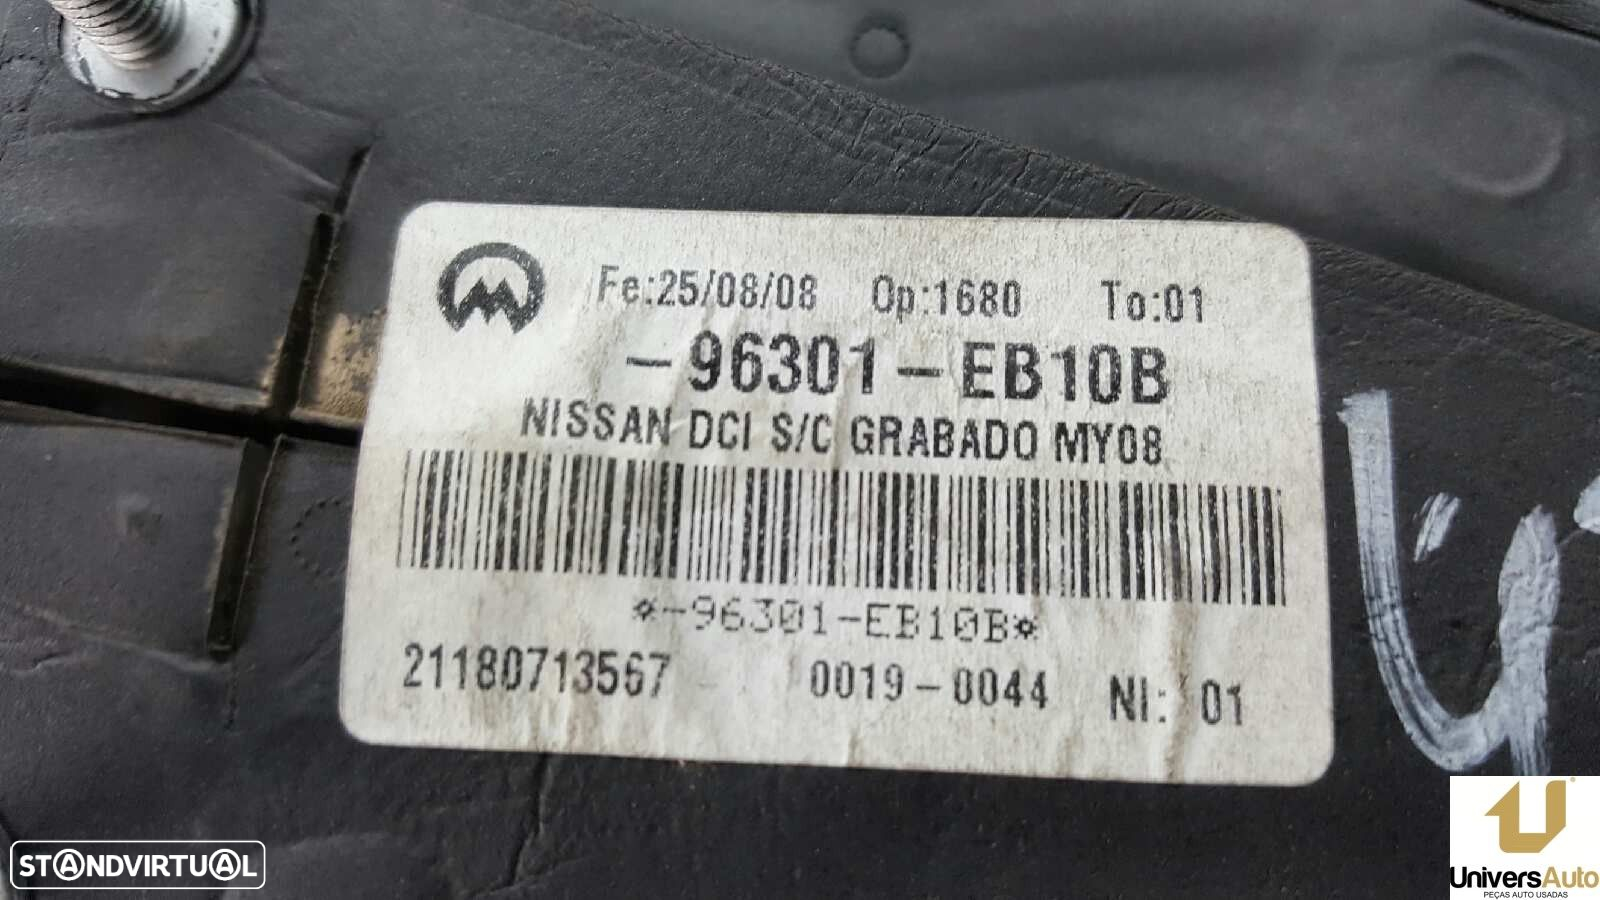 Fe:25/08/08 Op:1680 To:01
-96301-EB10B
NISSAN DCI S/C GRABADO MY08
*-96301-EB10B*
21180713567 0019-0044 NI: 01
STANDVIRTUAL
UniversAuto
PEÇAS AUTO USADAS